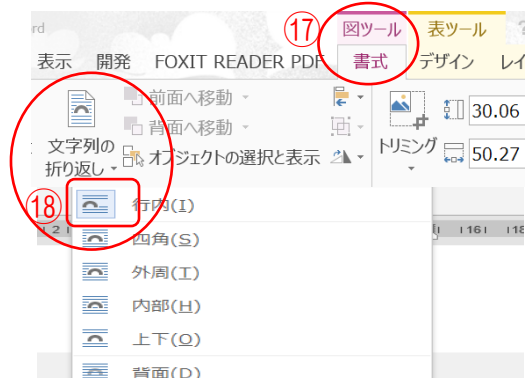 rd
⑰
図ツール 表ツール ?
表示 開発 FOXIT READER PDF 書式 デザイン レイ
前面へ移動
背面へ移動
オブジェクトの選択と表示
文字列の
折り返し
トリミング
30.06
50.27
⑱
行内(I)
四角(S)
外周(T)
内部(H)
上下(O)
背面(D)
2 16 18